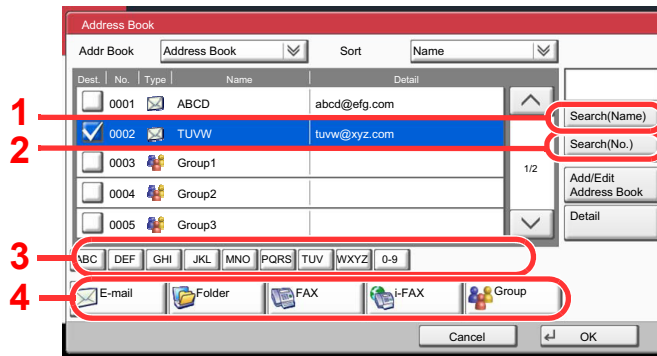 Address Book
Addr Book Address Book Sort Name
Dest. No. Type Name Detail
0001 ABCD abcd@efg.com
1 Search(Name)
0002 TUVW tuvw@xyz.com
2 Search(No.)
0003 Group1 1/2
Add/Edit
Address Book
0004 Group2
Detail
0005 Group3
3 ABC DEF GHI JKL MNO PQRS TUV WXYZ 0-9
4 E-mail Folder FAX i-FAX Group
Cancel OK